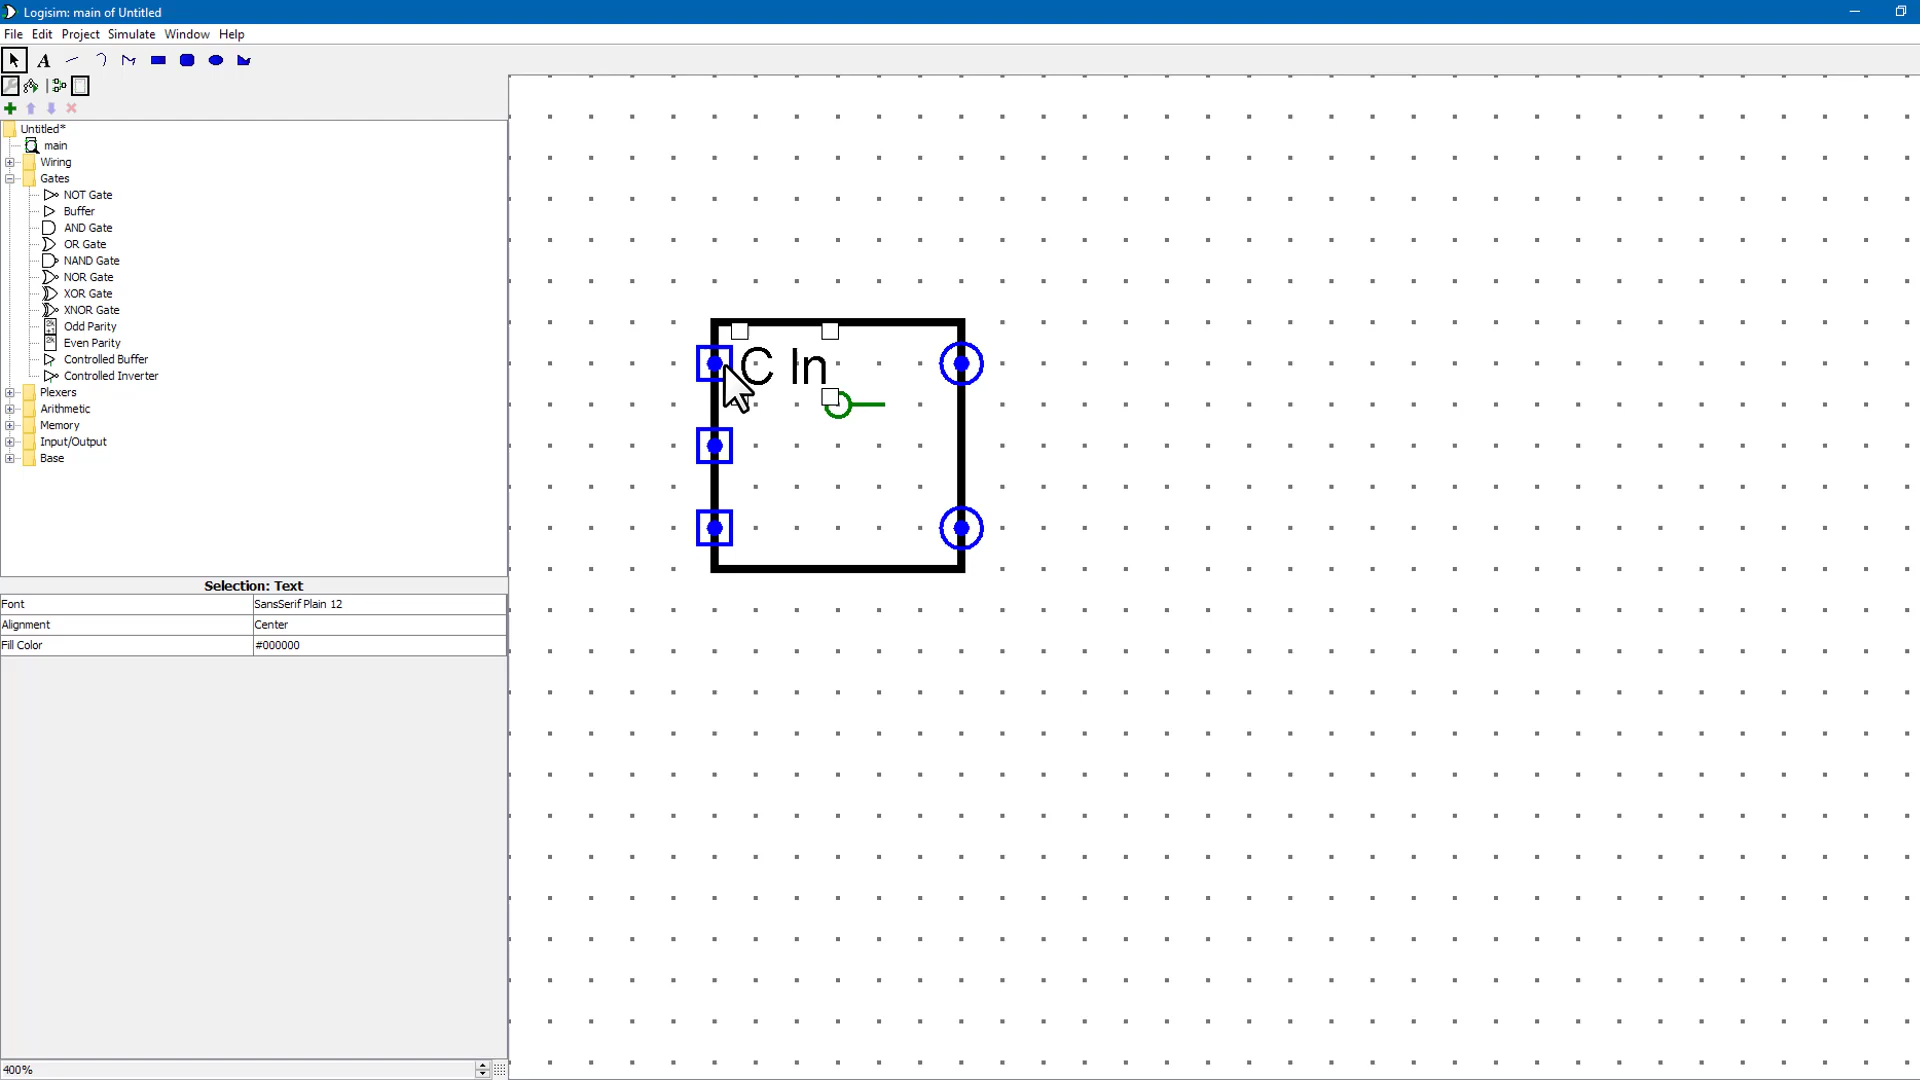 Logisim: main of Untitled
File Edit Project Simulate Window Help
A
Untitled*
main
Wiring
Gates
NOT Gate
Buffer
AND Gate
OR Gate
NAND Gate
NOR Gate
XOR Gate
XNOR Gate
Odd Parity
Even Parity
Controlled Buffer
Controlled Inverter
Plexers
Arithmetic
Memory
Input/Output
Base
Selection: Text
Font SansSerif Plain 12
Alignment Center
Fill Color #000000
400%
C In